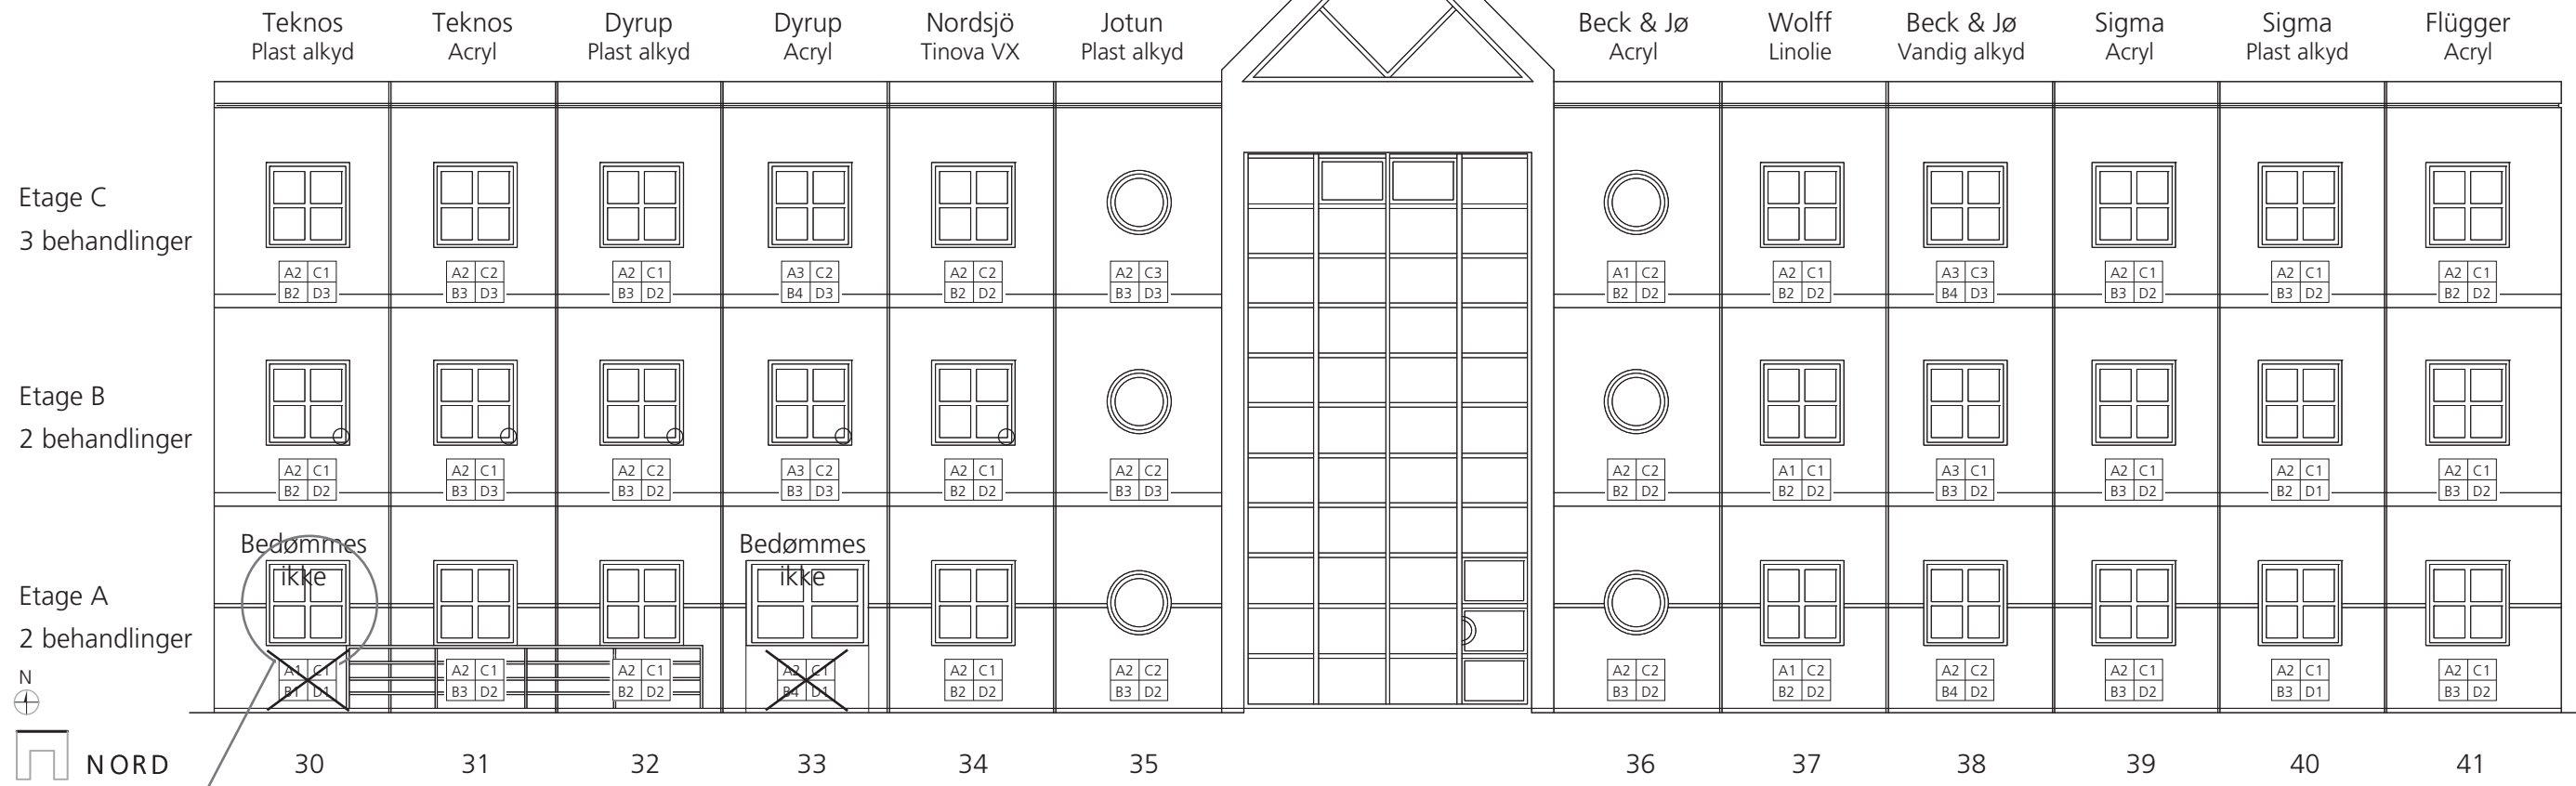 Teknos Teknos Dyrup Dyrup Nordsjö Jotun Beck & Jø Wolff Beck & Jø Sigma Sigma Flügger
Plast alkyd Acryl Plast alkyd Acryl Tinova VX Plast alkyd Acryl Linolie Vandig alkyd Acryl Plast alkyd Acryl
Etage C
3 behandlinger
A2 C1 A2 C2 A2 C1 A3 C2 A2 C2 A2 C3 A1 C2 A2 C1 A3 C3 A2 C1 A2 C1 A2 C1
B2 D3 B3 D3 B3 D2 B4 D3 B2 D2 B3 D3 B2 D2 B2 D2 B4 D3 B3 D2 B3 D2 B2 D2
Etage B
2 behandlinger
A2 C1 A2 C1 A2 C2 A3 C2 A2 C1 A2 C2 A2 C2 A1 C1 A3 C1 A2 C1 A2 C1 A2 C1
B2 D2 B3 D3 B3 D2 B3 D3 B2 D2 B3 D3 B2 D2 B2 D2 B3 D2 B3 D2 B2 D1 B3 D2
Bedømmes Bedømmes
ikke ikke
Etage A
2 behandlinger
A1 C1 A2 C1 A2 C1 A2 C1 A2 C1 A2 C2 A2 C2 A1 C2 A2 C2 A2 C1 A2 C1 A2 C1
B1 D1 B3 D2 B2 D2 B4 D1 B2 D2 B3 D2 B3 D2 B2 D2 B4 D2 B3 D2 B3 D1 B3 D2
N
NORD 30 31 32 33 34 35 36 37 38 39 40 41